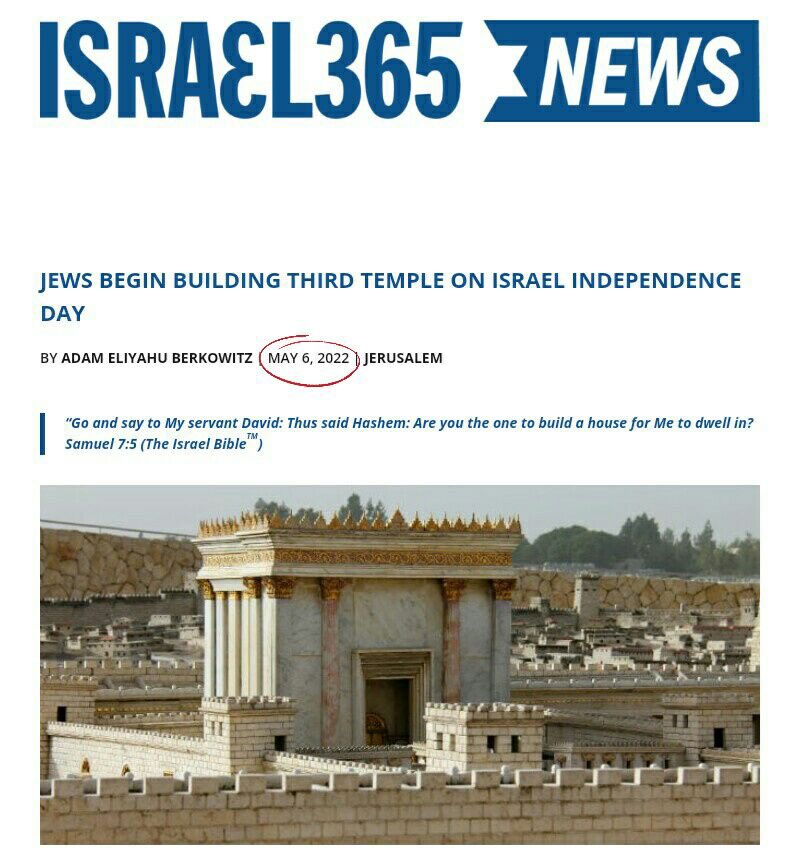 ISRAEL365 NEWS
JEWS BEGIN BUILDING THIRD TEMPLE ON ISRAEL INDEPENDENCE
DAY
BY ADAM ELIYAHU BERKOWITZ | MAY 6, 2022 | JERUSALEM
“Go and say to My servant David: Thus said Hashem: Are you the one to build a house for Me to dwell in?
Samuel 7:5 (The Israel Bible™)